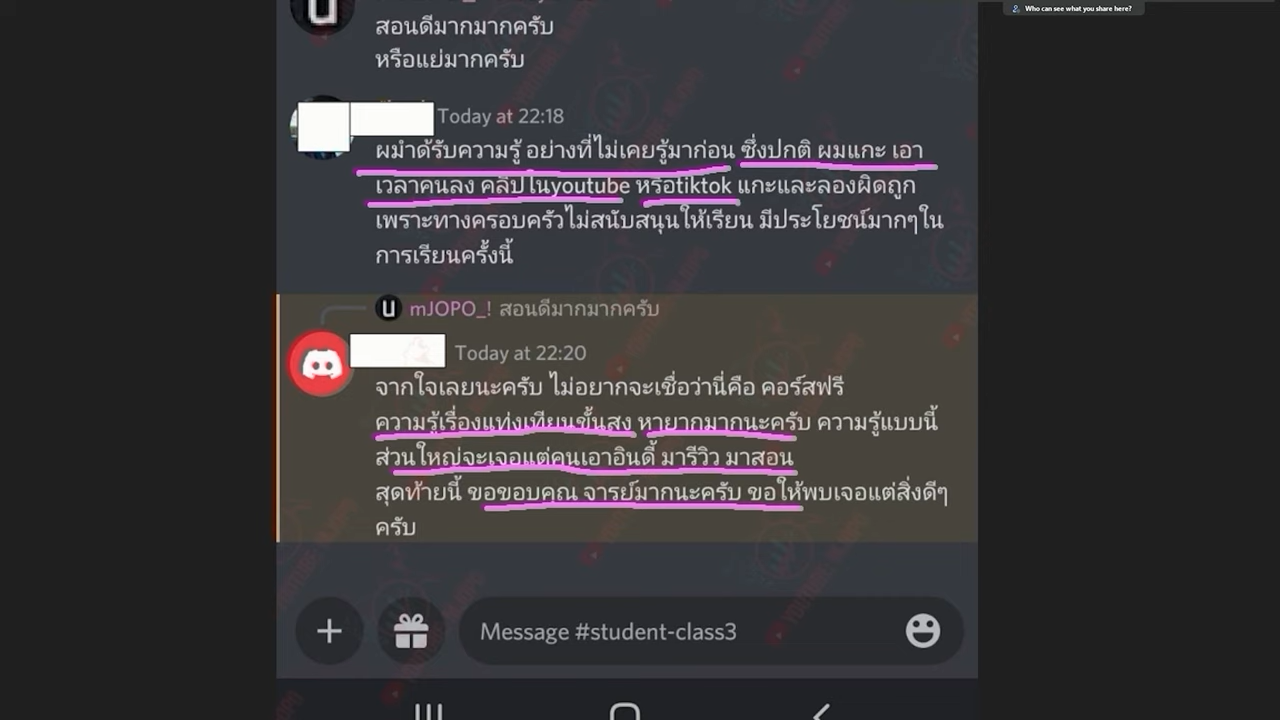 Who can see what you share here?
สอนดีมากมากครับ
หรือแย่มากครับ
Today at 22:18
ผมำด้รับความรู้ อย่างที่ไม่เคยรู้มาก่อน ซึ่งปกติ ผมแกะ เอา
เวลาคนลง คลิปในyoutube หรือtiktok แกะและลองผิดถูก
เพราะทางครอบครัวไม่สนับสนุนให้เรียน มีประโยชน์มากๆใน
การเรียนครั้งนี้
mJOPO_! สอนดีมากมากครับ
Today at 22:20
จากใจเลยนะครับ ไม่อยากจะเชื่อว่านี่คือ คอร์สฟรี
ความรู้เรื่องแท่งเทียนขั้นสูง หายากมากนะครับ ความรู้แบบนี้
ส่วนใหญ่จะเจอแต่คนเอาอินดี้ มารีวิว มาสอน
สุดท้ายนี้ ขอขอบคุณ จารย์มากนะครับ ขอให้พบเจอแต่สิ่งดีๆ
ครับ
Message #student-class3